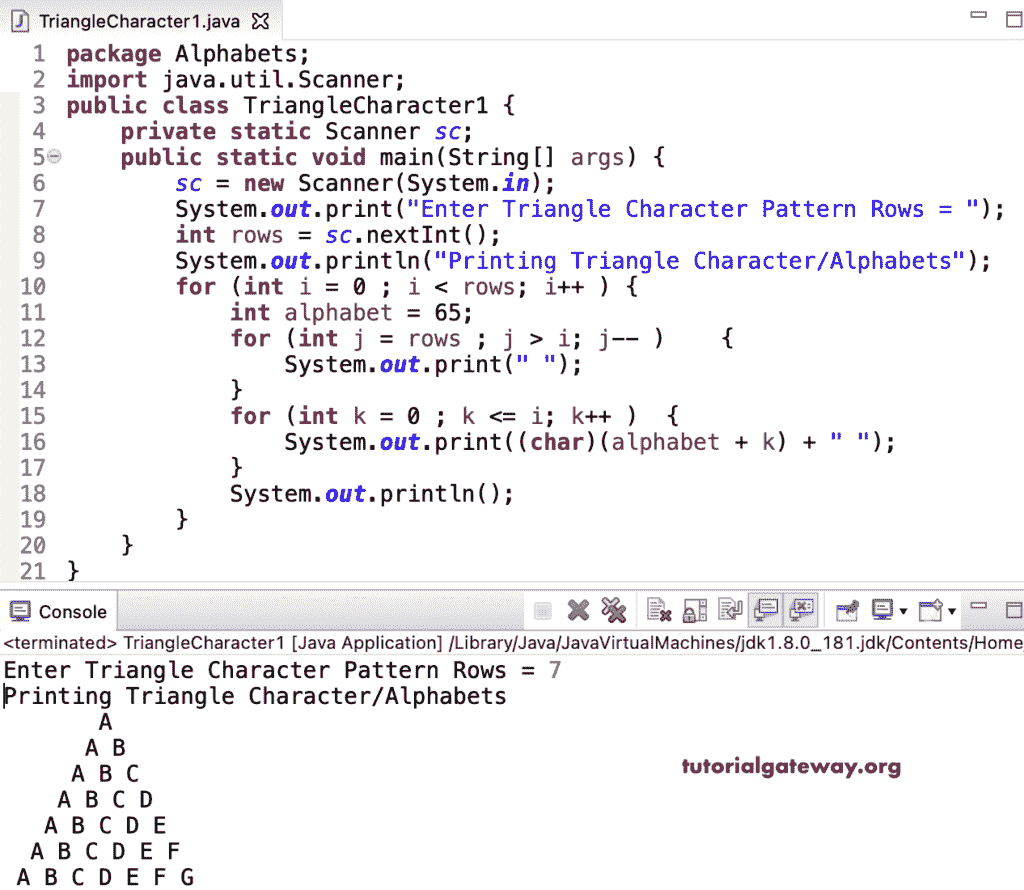 TriangleCharacter1.java
1 package Alphabets;
2 import java.util.Scanner;
3 public class TriangleCharacter1 {
4     private static Scanner sc;
5     public static void main(String[] args) {
6         sc = new Scanner(System.in);
7         System.out.print("Enter Triangle Character Pattern Rows = ");
8         int rows = sc.nextInt();
9         System.out.println("Printing Triangle Character/Alphabets");
10         for (int i = 0 ; i < rows; i++ ) {
11             int alphabet = 65;
12             for (int j = rows ; j > i; j-- )    {
13                 System.out.print(" ");
14             }
15             for (int k = 0 ; k <= i; k++ )  {
16                 System.out.print((char)(alphabet + k) + " ");
17             }
18             System.out.println();
19         }
20     }
21 }
Console
<terminated> TriangleCharacter1 [Java Application] /Library/Java/JavaVirtualMachines/jdk1.8.0_181.jdk/Contents/Home
Enter Triangle Character Pattern Rows = 7
Printing Triangle Character/Alphabets
       A
      A B
     A B C
    A B C D
   A B C D E
  A B C D E F
 A B C D E F G
tutorialgateway.org